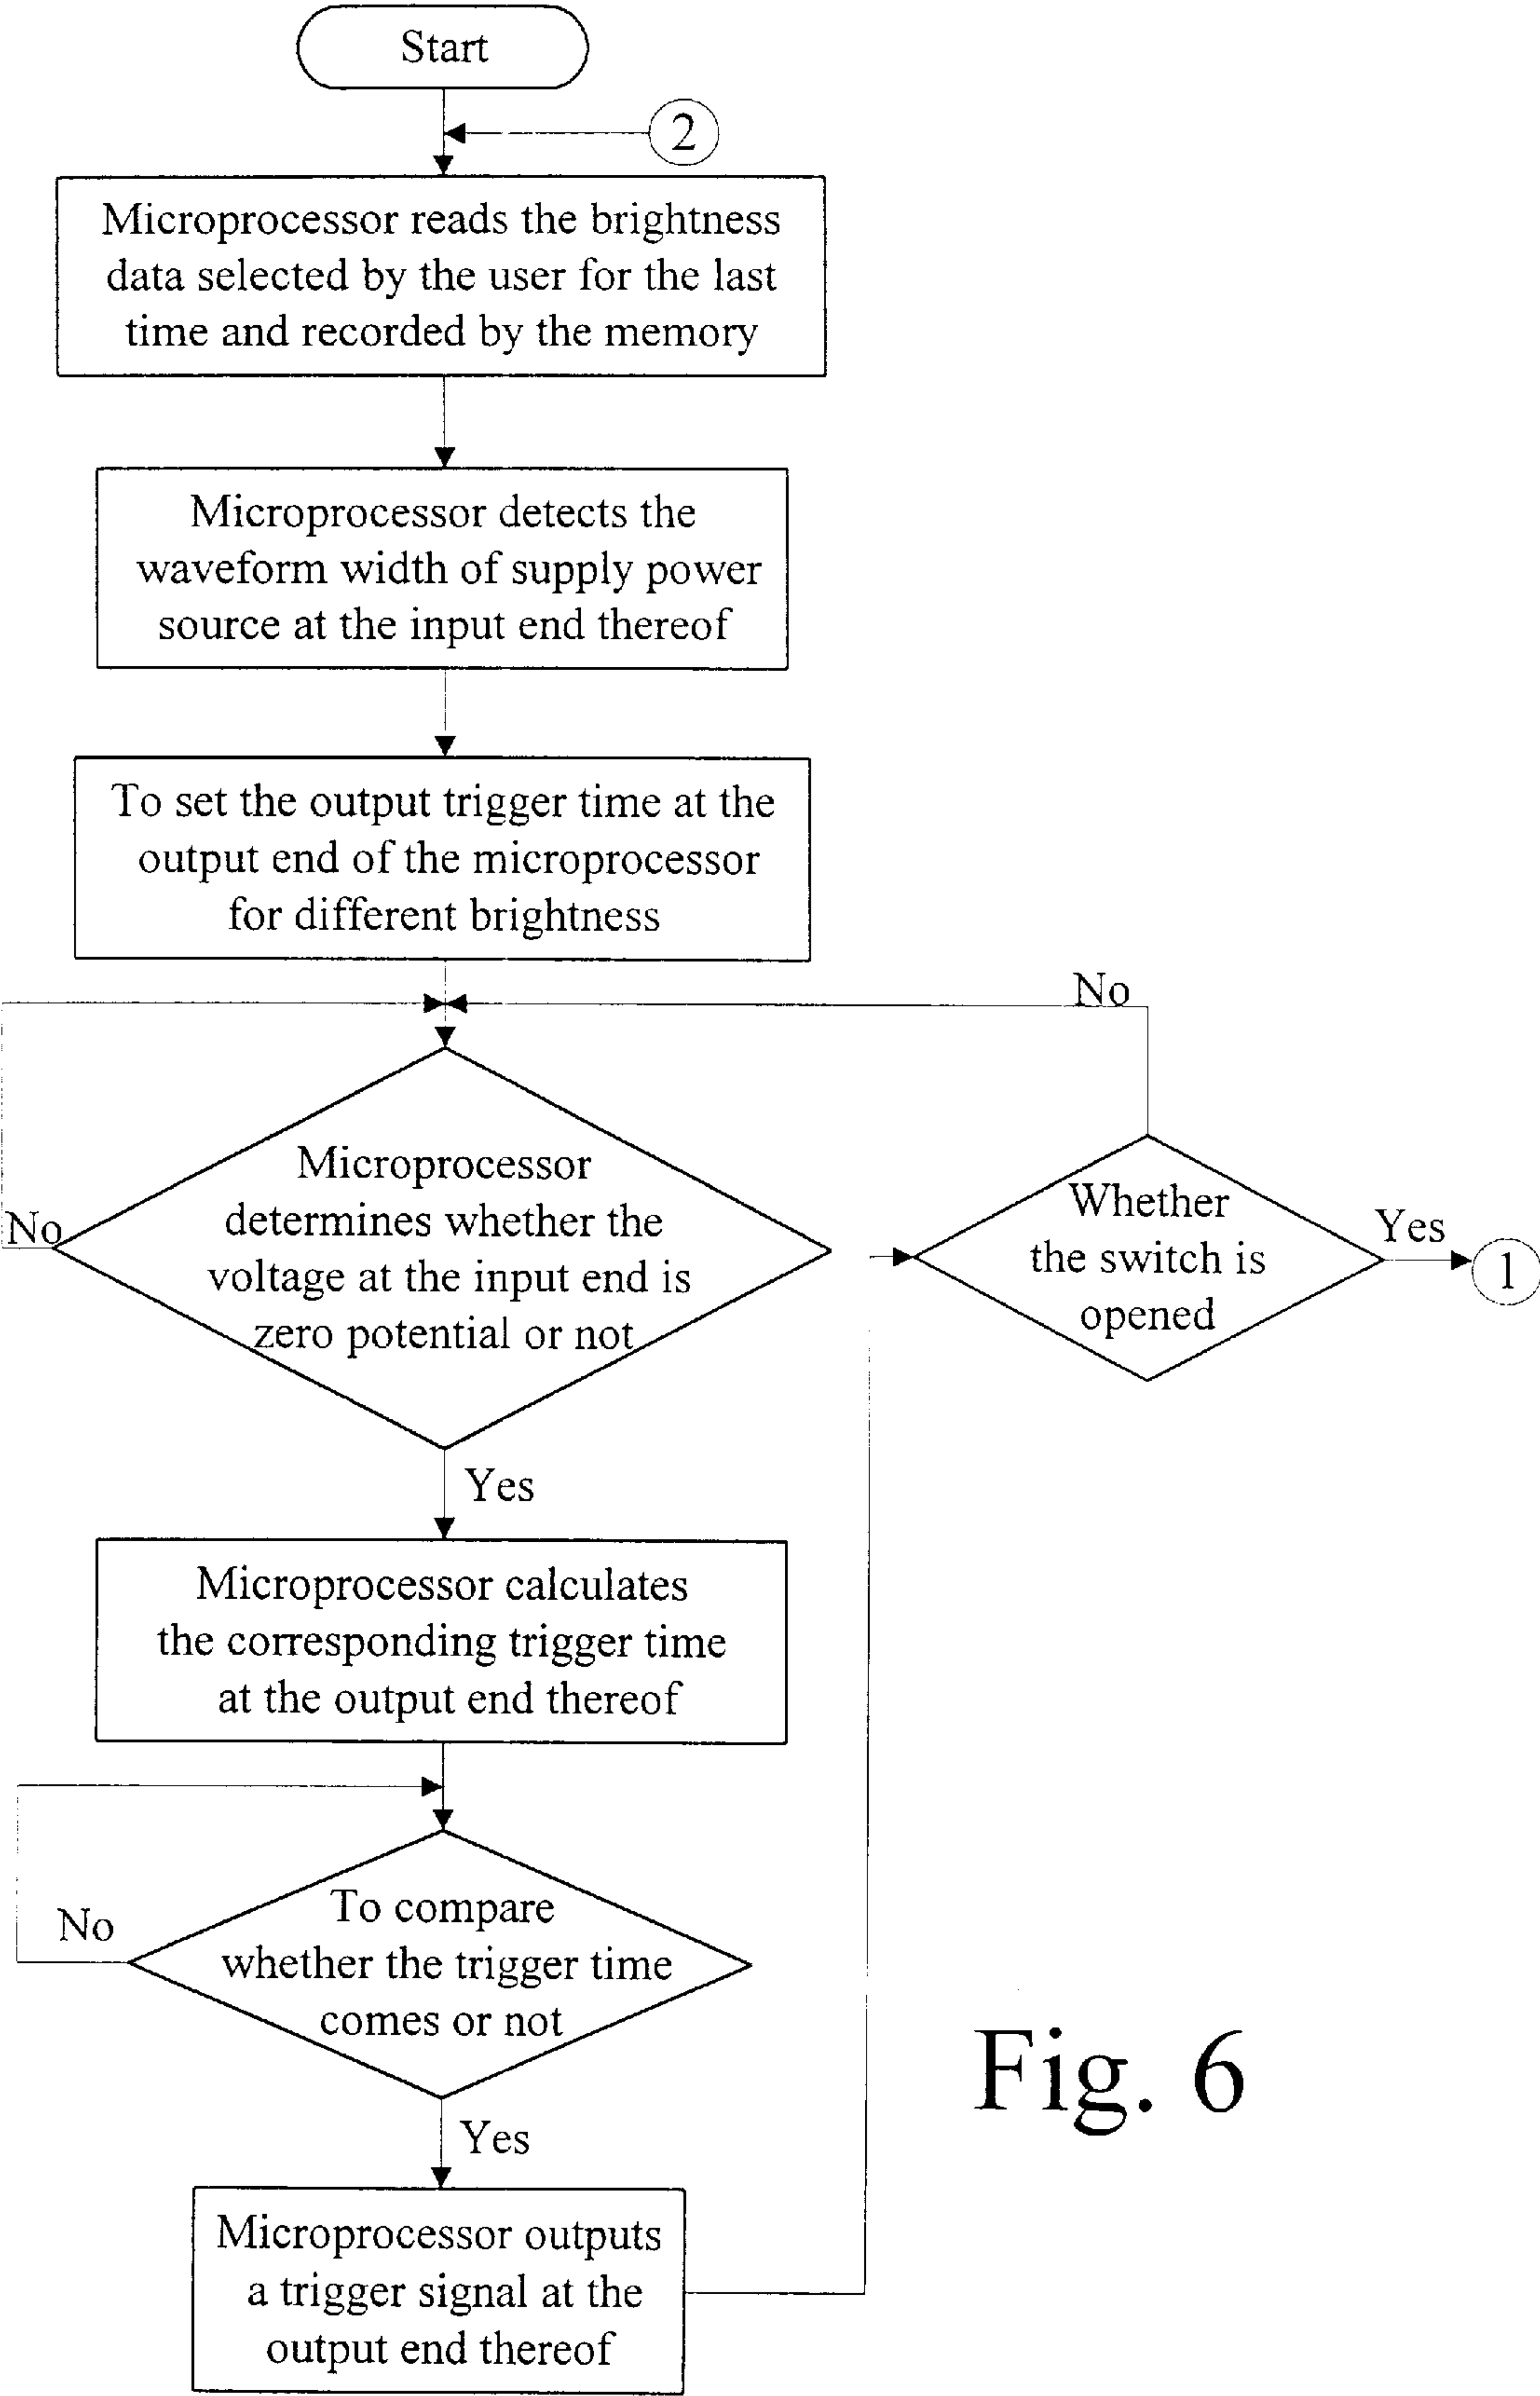 Start
2
Microprocessor reads the brightness
data selected by the user for the last
time and recorded by the memory
Microprocessor detects the
waveform width of supply power
source at the input end thereof
To set the output trigger time at the
output end of the microprocessor
for different brightness
No
Microprocessor
determines whether the
voltage at the input end is
zero potential or not
No
Whether
the switch is
opened
Yes
1
Yes
Microprocessor calculates
the corresponding trigger time
at the output end thereof
To compare
whether the trigger time
comes or not
No
Yes
Microprocessor outputs
a trigger signal at the
output end thereof
Fig. 6